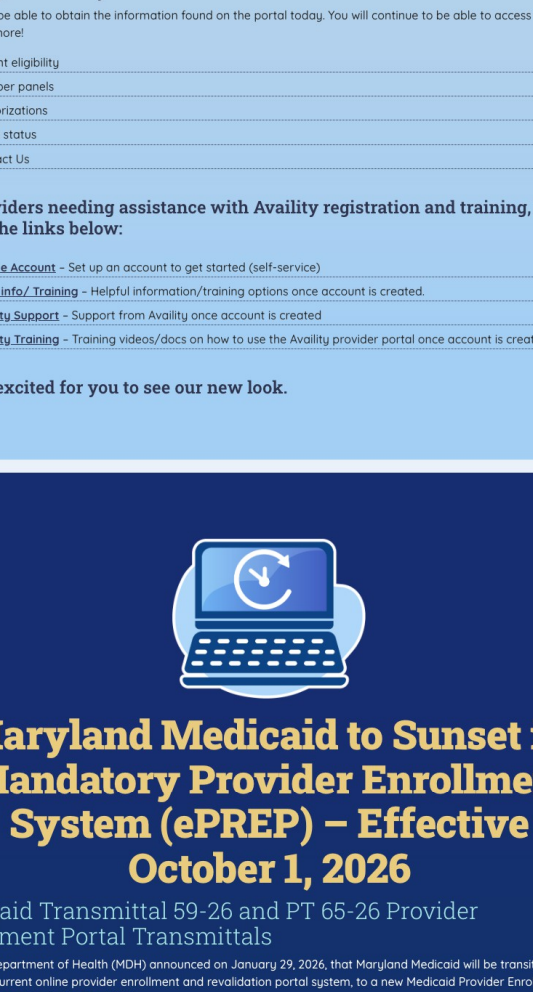 be able to obtain the information found on the portal today. You will continue to be able to access
more!
nt eligibility
ber panels
orizations
status
act Us
viders needing assistance with Availity registration and training,
the links below:
e Account – Set up an account to get started (self-service)
info/ Training – Helpful information/training options once account is created.
ty Support – Support from Availity once account is created
ty Training – Training videos/docs on how to use the Availity provider portal once account is creat
excited for you to see our new look.
Maryland Medicaid to Sunset
Mandatory Provider Enrollme
System (ePREP) – Effective
October 1, 2026
aid Transmittal 59-26 and PT 65-26 Provider
ment Portal Transmittals
epartment of Health (MDH) announced on January 29, 2026, that Maryland Medicaid will be transit
urrent online provider enrollment and revalidation portal system, to a new Medicaid Provider Enro